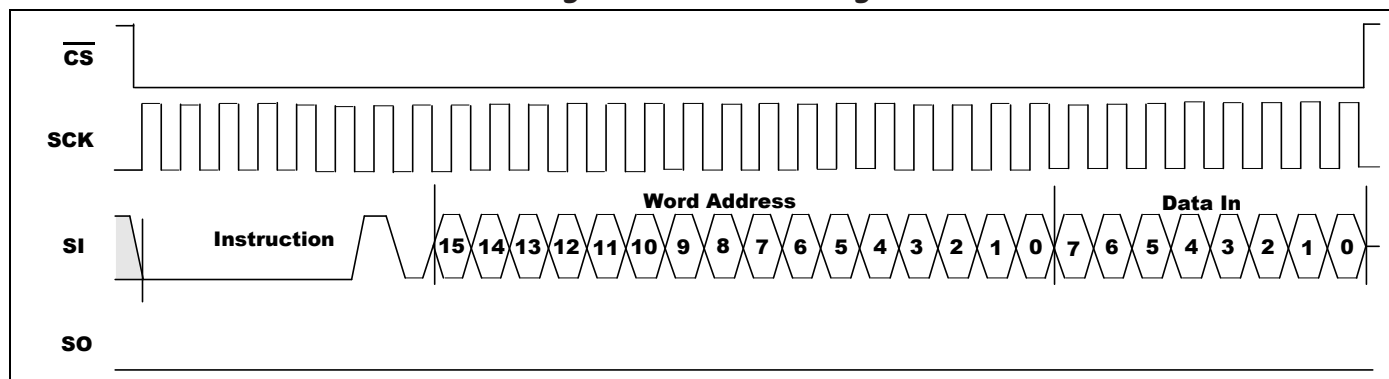 CS
SCK
Word Address
Data In
SI
Instruction
15 14 13 12 11 10 9 8 7 6 5 4 3 2 1 0 7 6 5 4 3 2 1 0
SO